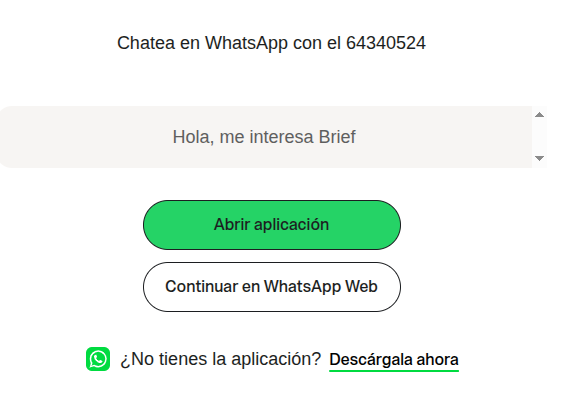 Chatea en WhatsApp con el 64340524
Hola, me interesa Brief
Abrir aplicación
Continuar en WhatsApp Web
¿No tienes la aplicación? Descárgala ahora